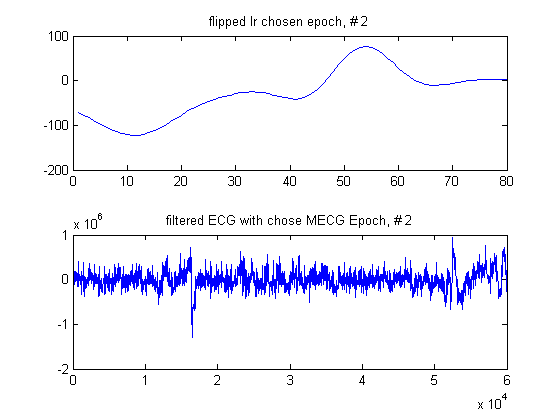 flipped lr chosen epoch, #2
100
0
-100
-200
0 10 20 30 40 50 60 70 80
x 10^6
filtered ECG with chose MECG Epoch, #2
1
0
-1
-2
0 1 2 3 4 5 6
x 10^4